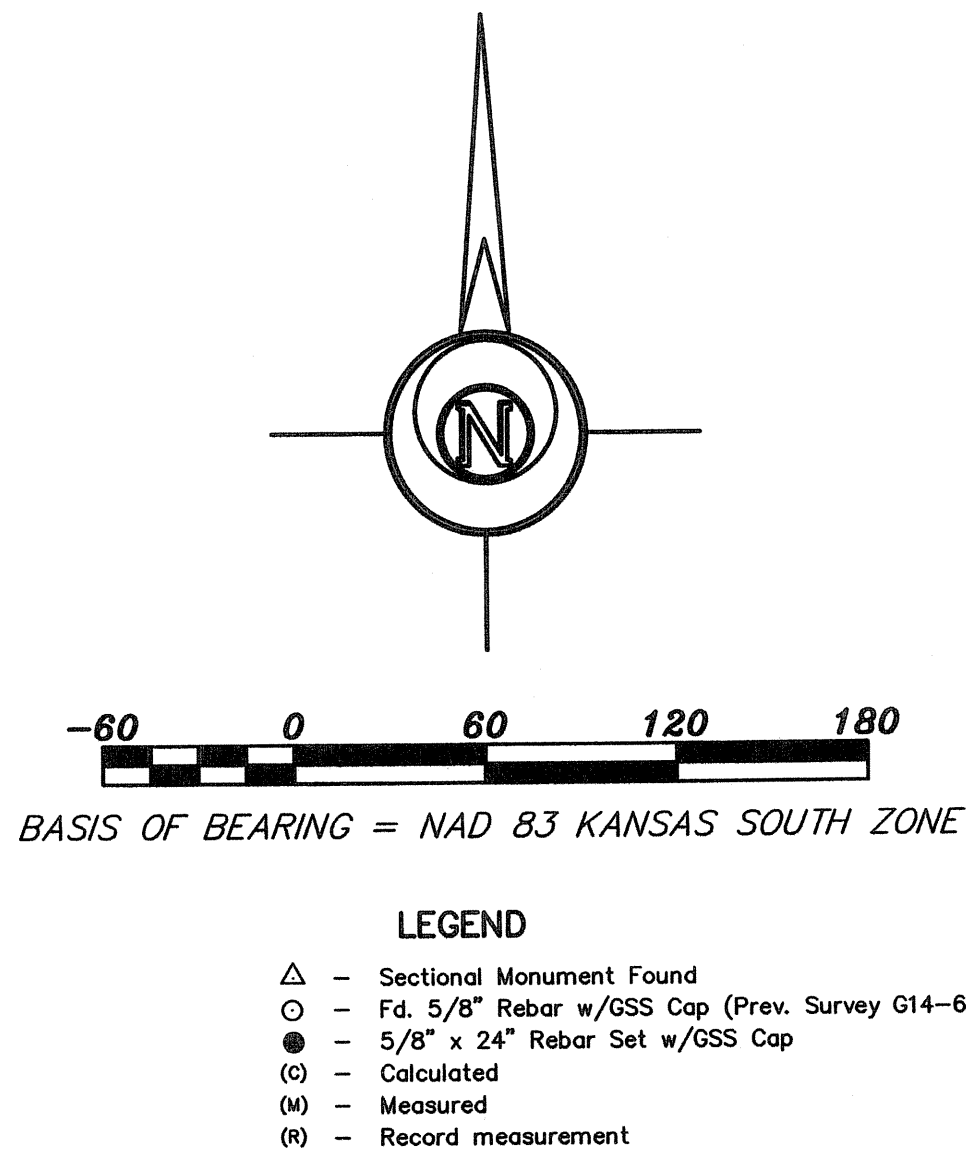 N
-60 0 60 120 180
BASIS OF BEARING = NAD 83 KANSAS SOUTH ZONE
LEGEND
△ - Sectional Monument Found
⊙ - Fd. 5/8" Rebar w/GSS Cap (Prev. Survey G14-6
● - 5/8" x 24" Rebar Set w/GSS Cap
(C) - Calculated
(M) - Measured
(R) - Record measurement